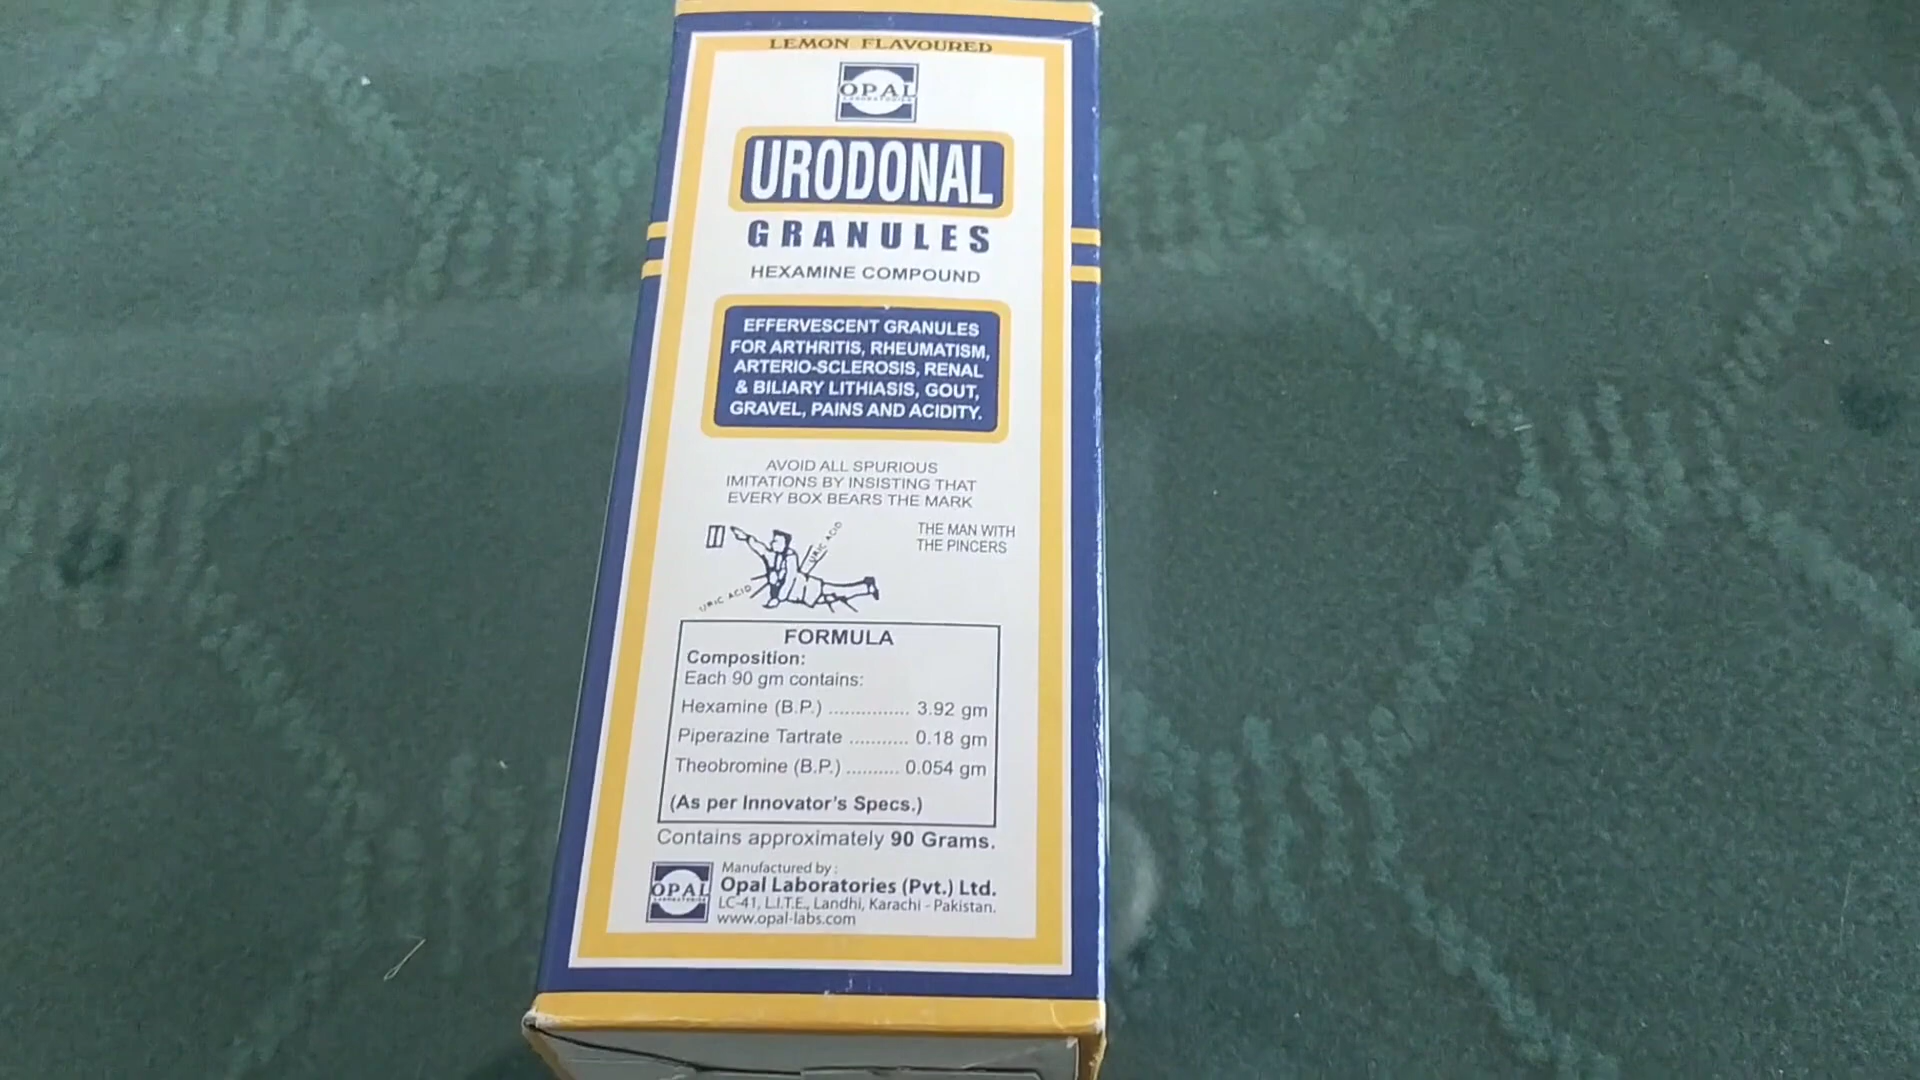 LEMON FLAVOURED
OPAL
LABORATORIES
URODONAL
GRANULES
HEXAMINE COMPOUND
EFFERVESCENT GRANULES
FOR ARTHRITIS, RHEUMATISM,
ARTERIO-SCLEROSIS, RENAL
& BILIARY LITHIASIS, GOUT,
GRAVEL, PAINS AND ACIDITY.
AVOID ALL SPURIOUS
IMITATIONS BY INSISTING THAT
EVERY BOX BEARS THE MARK
THE MAN WITH
THE PINCERS
URIC ACID
URIC ACID
FORMULA
Composition:
Each 90 gm contains:
Hexamine (B.P.) ............... 3.92 gm
Piperazine Tartrate ........... 0.18 gm
Theobromine (B.P.) .......... 0.054 gm
(As per Innovator's Specs.)
Contains approximately 90 Grams.
OPAL
LABORATORIES
Manufactured by :
Opal Laboratories (Pvt.) Ltd.
LC-41, L.I.T.E., Landhi, Karachi - Pakistan.
www.opal-labs.com